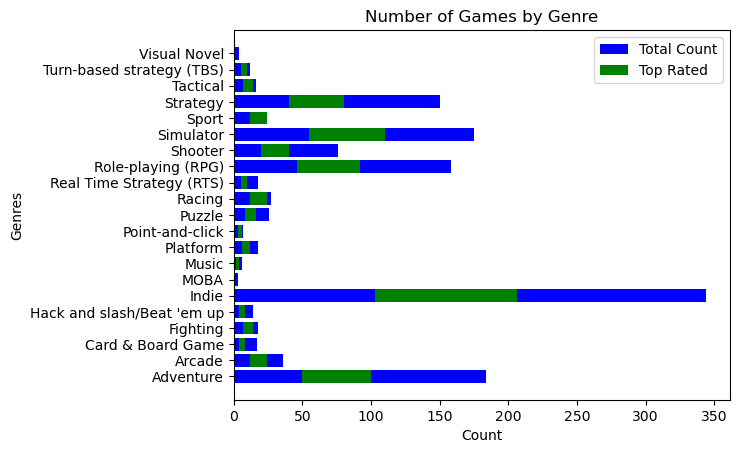 Number of Games by Genre
Total Count
Top Rated
Genres
Visual Novel
Turn-based strategy (TBS)
Tactical
Strategy
Sport
Simulator
Shooter
Role-playing (RPG)
Real Time Strategy (RTS)
Racing
Puzzle
Point-and-click
Platform
Music
MOBA
Indie
Hack and slash/Beat 'em up
Fighting
Card & Board Game
Arcade
Adventure
0 50 100 150 200 250 300 350
Count